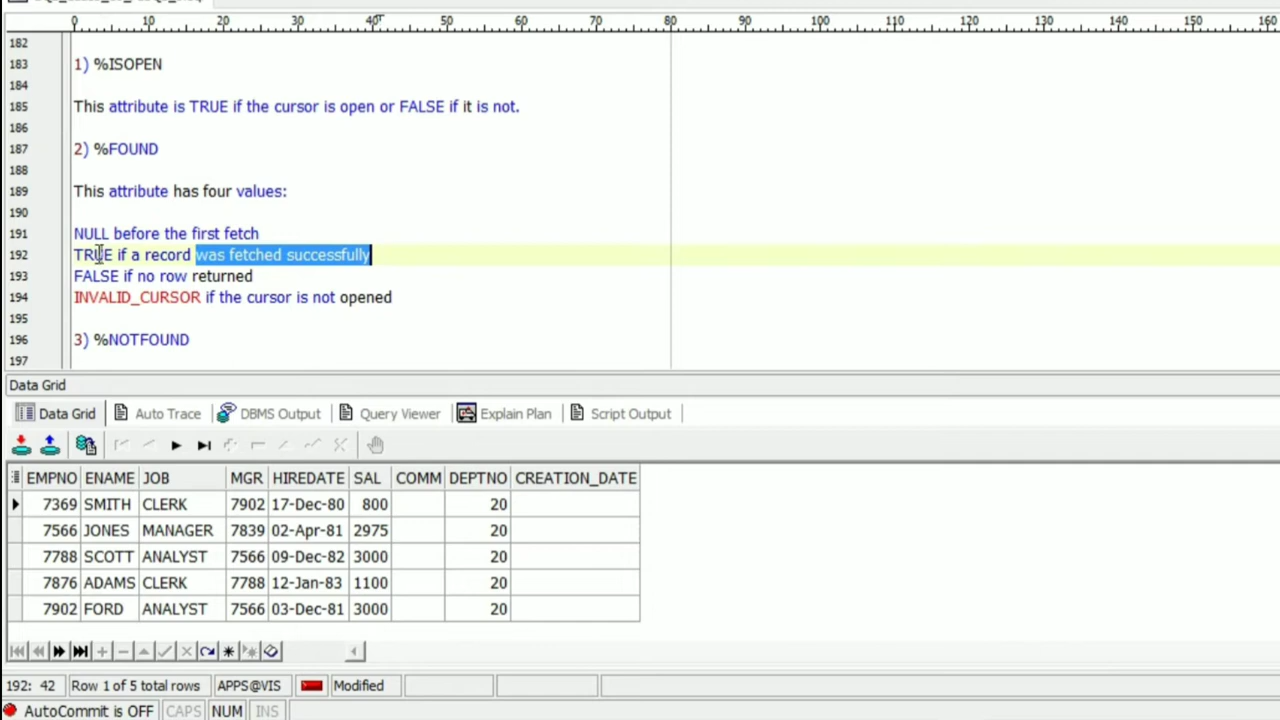 0 10 20 30 40 50 60 70 80 90 100 110 120 130 140 150 160
182
183 1) %ISOPEN
184
185 This attribute is TRUE if the cursor is open or FALSE if it is not.
186
187 2) %FOUND
188
189 This attribute has four values:
190
191 NULL before the first fetch
192 TRUE if a record was fetched successfully
193 FALSE if no row returned
194 INVALID_CURSOR if the cursor is not opened
195
196 3) %NOTFOUND
197
Data Grid
Data Grid Auto Trace DBMS Output Query Viewer Explain Plan Script Output
EMPNO ENAME JOB MGR HIREDATE SAL COMM DEPTNO CREATION_DATE
7369 SMITH CLERK 7902 17-Dec-80 800 20
7566 JONES MANAGER 7839 02-Apr-81 2975 20
7788 SCOTT ANALYST 7566 09-Dec-82 3000 20
7876 ADAMS CLERK 7788 12-Jan-83 1100 20
7902 FORD ANALYST 7566 03-Dec-81 3000 20
192: 42 Row 1 of 5 total rows APPS@VIS Modified
AutoCommit is OFF CAPS NUM INS